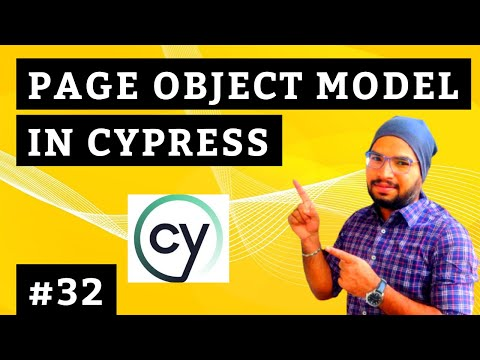 PAGE OBJECT MODEL
IN CYPRESS
cy
#32